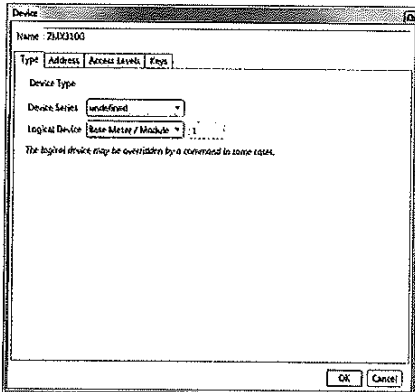 Device
Name ZMX3100
Type Address Access Levels Keys
Device Type
Device Series undefined
Logical Device Base Meter / Module 1
The logical device may be overridden by a command in some cases.
OK Cancel